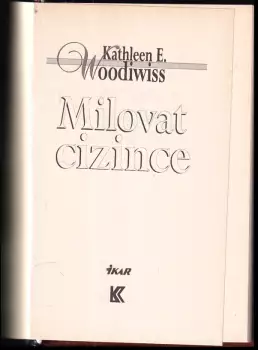 Kathleen E.
Woodiwiss
Milovat
cizince
IKAR
K